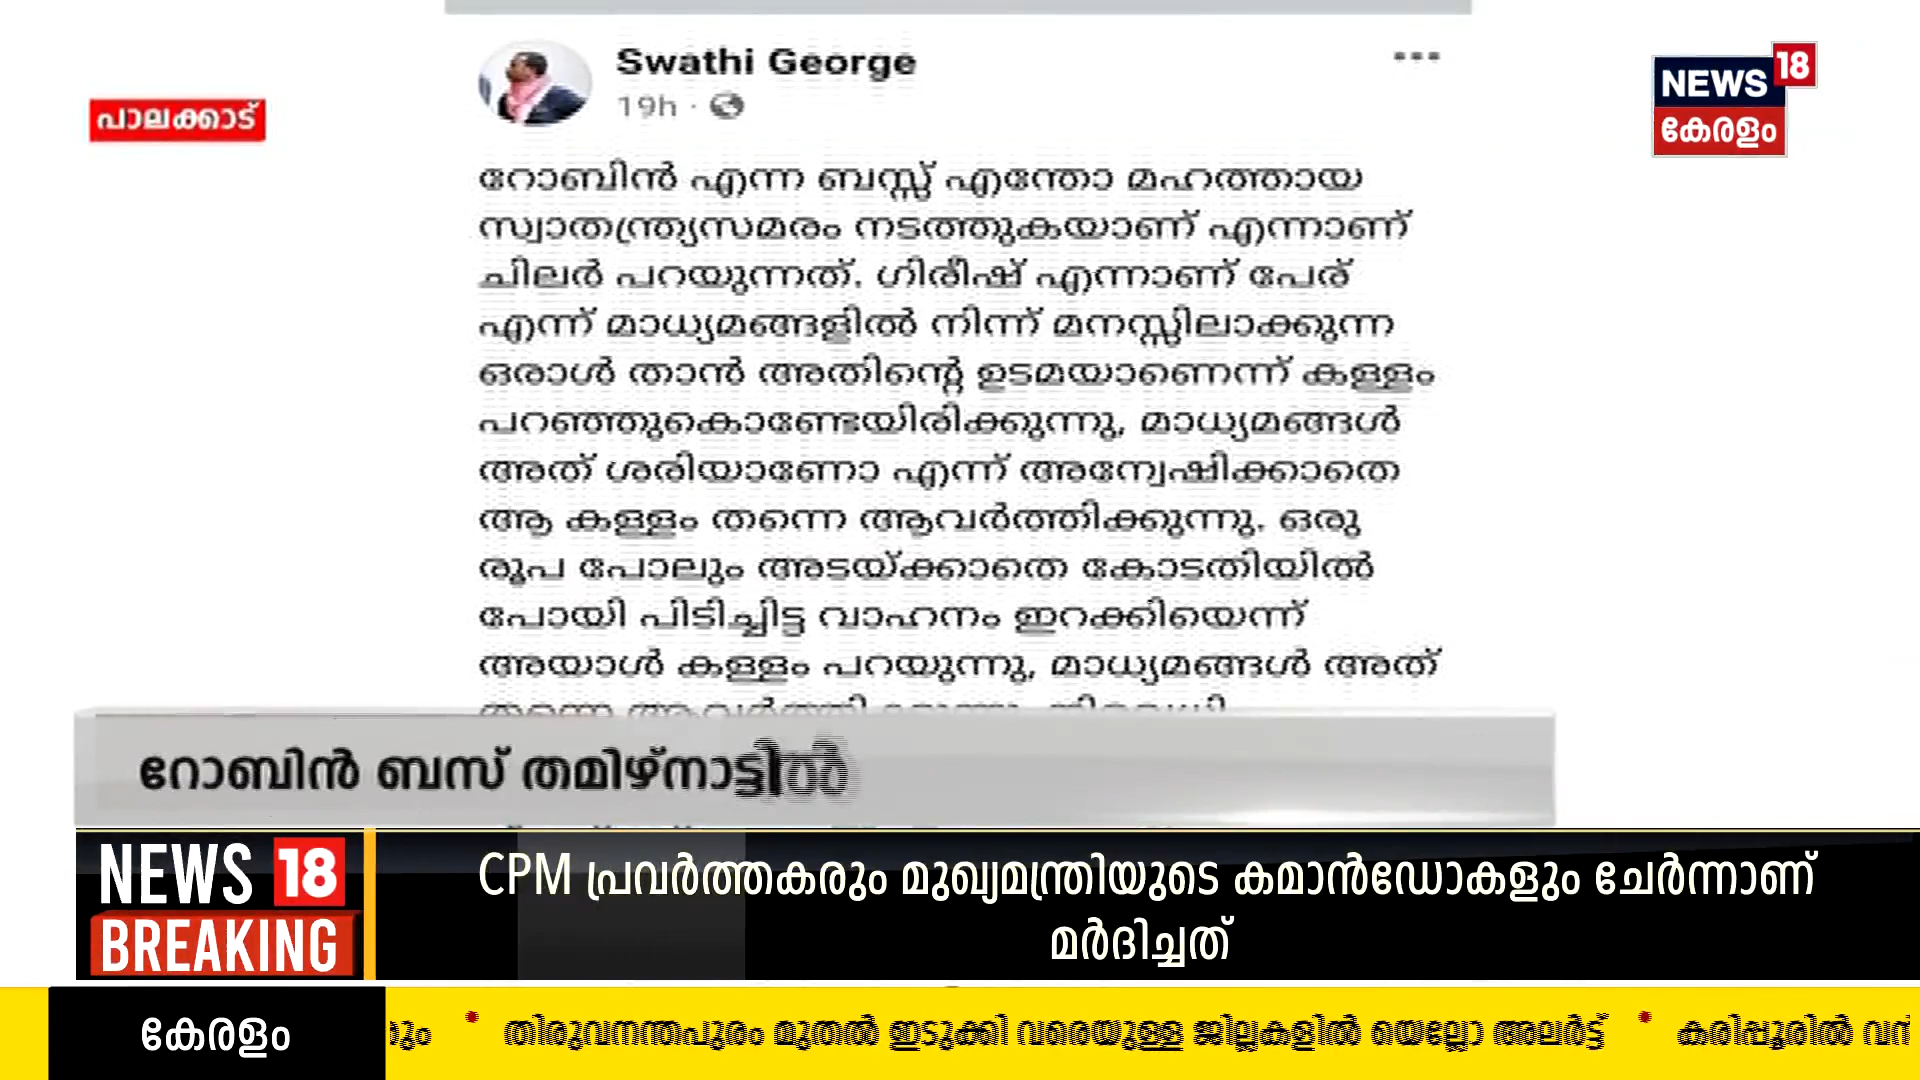 Swathi George
19h
പാലക്കാട്
NEWS 18
കേരളം
റോബിൻ എന്ന ബസ്സ് എന്തോ മഹത്തായ
സ്വാതന്ത്ര്യസമരം നടത്തുകയാണ് എന്നാണ്
ചിലർ പറയുന്നത്. ഗിരീഷ് എന്നാണ് പേര്
എന്ന് മാധ്യമങ്ങളിൽ നിന്ന് മനസ്സിലാക്കുന്ന
ഒരാൾ താൻ അതിന്റെ ഉടമയാണെന്ന് കള്ളം
പറഞ്ഞുകൊണ്ടേയിരിക്കുന്നു, മാധ്യമങ്ങൾ
അത് ശരിയാണോ എന്ന് അന്വേഷിക്കാതെ
ആ കള്ളം തന്നെ ആവർത്തിക്കുന്നു. ഒരു
രൂപ പോലും അടയ്ക്കാതെ കോടതിയിൽ
പോയി പിടിച്ചിട്ട വാഹനം ഇറക്കിയെന്ന്
അയാൾ കള്ളം പറയുന്നു, മാധ്യമങ്ങൾ അത്
റോബിൻ ബസ് തമിഴ്നാട്ടിൽ
NEWS 18
BREAKING
CPM പ്രവർത്തകരും മുഖ്യമന്ത്രിയുടെ കമാൻഡോകളും ചേർന്നാണ്
മർദിച്ചത്
കേരളം
തിരുവനന്തപുരം മുതൽ ഇടുക്കി വരെയുള്ള ജില്ലകളിൽ യെല്ലോ അലർട്ട് * കരിപ്പൂരിൽ